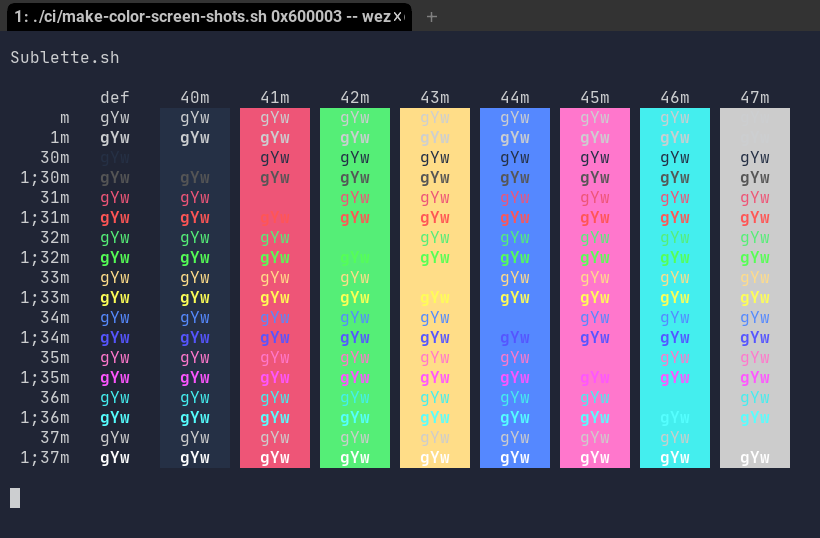 1: ./ci/make-color-screen-shots.sh 0x600003 -- wez
Sublette.sh
def 40m 41m 42m 43m 44m 45m 46m 47m
m gYw gYw gYw gYw gYw gYw gYw gYw
1m gYw gYw gYw gYw gYw gYw gYw gYw
30m gYw gYw gYw gYw gYw gYw gYw gYw
1;30m gYw gYw gYw gYw gYw gYw gYw gYw gYw
31m gYw gYw gYw gYw gYw gYw gYw gYw
1;31m gYw gYw gYw gYw gYw gYw gYw gYw gYw
32m gYw gYw gYw gYw gYw gYw gYw gYw
1;32m gYw gYw gYw gYw gYw gYw gYw gYw gYw
33m gYw gYw gYw gYw gYw gYw gYw gYw
1;33m gYw gYw gYw gYw gYw gYw gYw gYw gYw
34m gYw gYw gYw gYw gYw gYw gYw gYw
1;34m gYw gYw gYw gYw gYw gYw gYw gYw gYw
35m gYw gYw gYw gYw gYw gYw gYw gYw
1;35m gYw gYw gYw gYw gYw gYw gYw gYw gYw
36m gYw gYw gYw gYw gYw gYw gYw gYw
1;36m gYw gYw gYw gYw gYw gYw gYw gYw gYw
37m gYw gYw gYw gYw gYw gYw gYw gYw
1;37m gYw gYw gYw gYw gYw gYw gYw gYw gYw